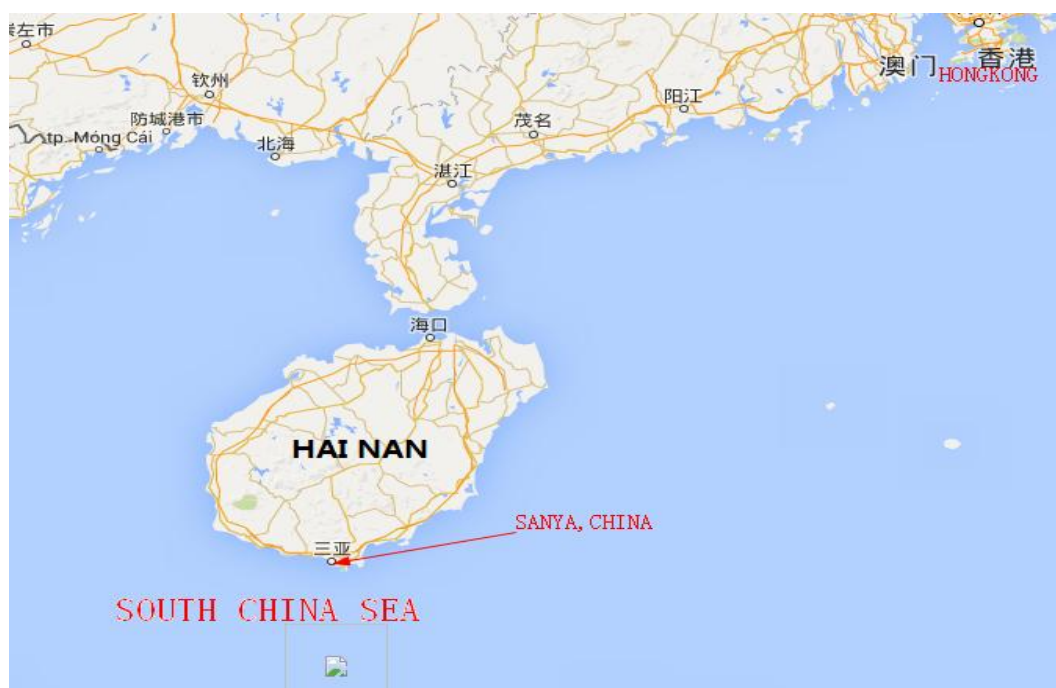 崇左市
钦州
防城港市
tp. Móng Cái
北海
湛江
茂名
阳江
澳门
香港
HONGKONG
海口
HAI NAN
SANYA, CHINA
三亚
SOUTH CHINA SEA